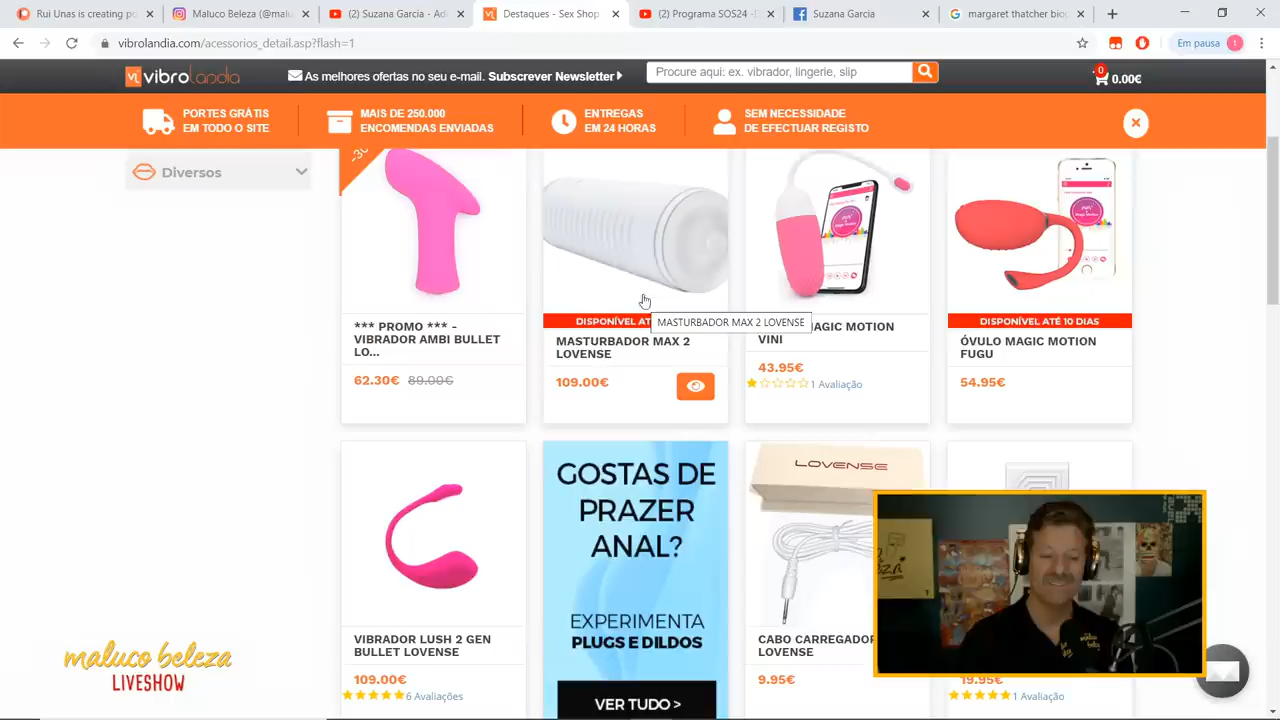 Rui Unas is creating po
Maluco Beleza (@malu
(2) Suzana Garcia - Ad
Destaques - Sex Shop
(2) Programa SOS24 -
Suzana Garcia
margaret thatcher biog
vibrolandia.com/acessorios_detail.asp?flash=1
Em pausa
t
VL vibrolandia
As melhores ofertas no seu e-mail. Subscrever Newsletter
Procure aqui: ex. vibrador, lingerie, slip
0
0.00€
PORTES GRÁTIS
EM TODO O SITE
MAIS DE 250.000
ENCOMENDAS ENVIADAS
ENTREGAS
EM 24 HORAS
SEM NECESSIDADE
DE EFECTUAR REGISTO
Diversos
-30
DISPONÍVEL AT
DISPONÍVEL ATÉ 10 DIAS
MASTURBADOR MAX 2 LOVENSE
*** PROMO *** -
VIBRADOR AMBI BULLET
LO...
62.30€ 89.00€
MASTURBADOR MAX 2
LOVENSE
109.00€
MAGIC MOTION
VINI
43.95€
1 Avaliação
ÓVULO MAGIC MOTION
FUGU
54.95€
VIBRADOR LUSH 2 GEN
BULLET LOVENSE
109.00€
6 Avaliações
GOSTAS DE
PRAZER
ANAL?
EXPERIMENTA
PLUGS E DILDOS
VER TUDO >
LOVENSE
CABO CARREGADOR
LOVENSE
9.95€
19.95€
1 Avaliação
maluco beleza
LIVESHOW